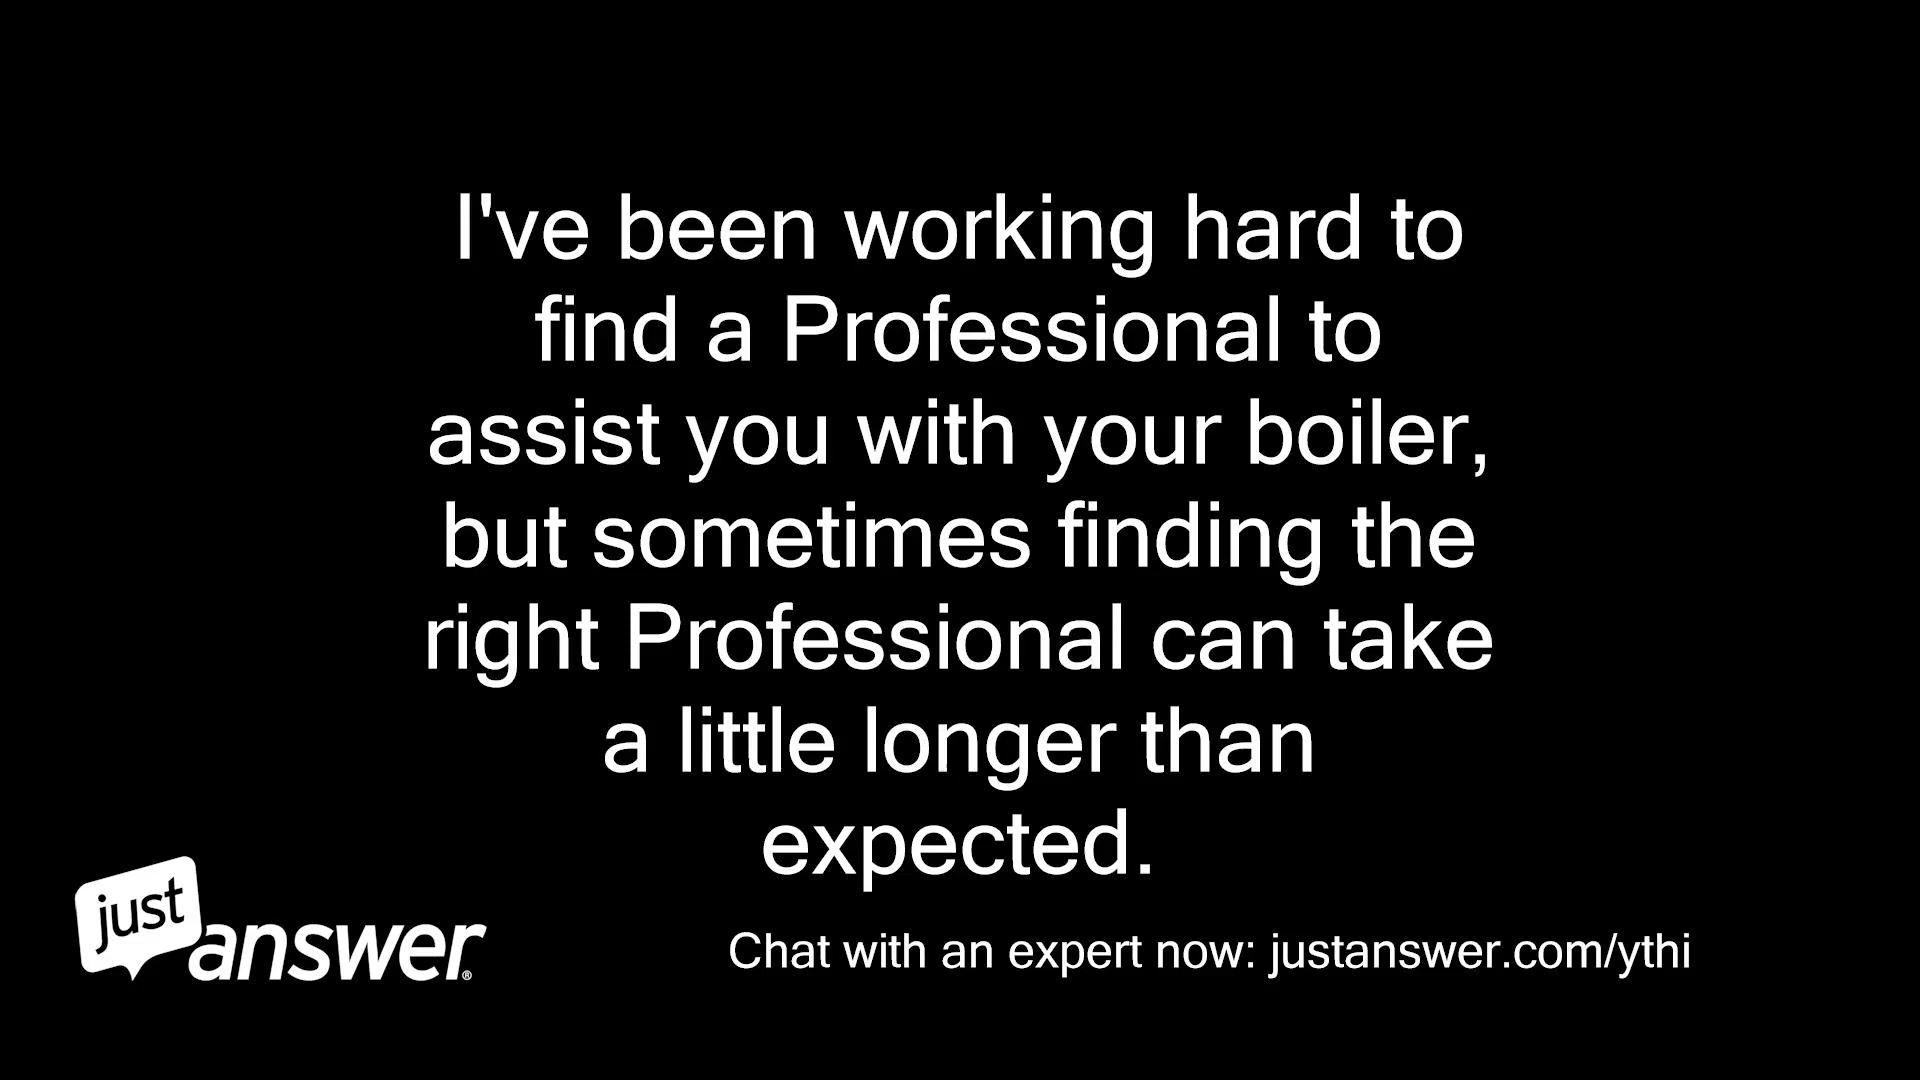 I've been working hard to
find a Professional to
assist you with your boiler,
but sometimes finding the
right Professional can take
a little longer than
expected.
just
answer®
Chat with an expert now: justanswer.com/ythi